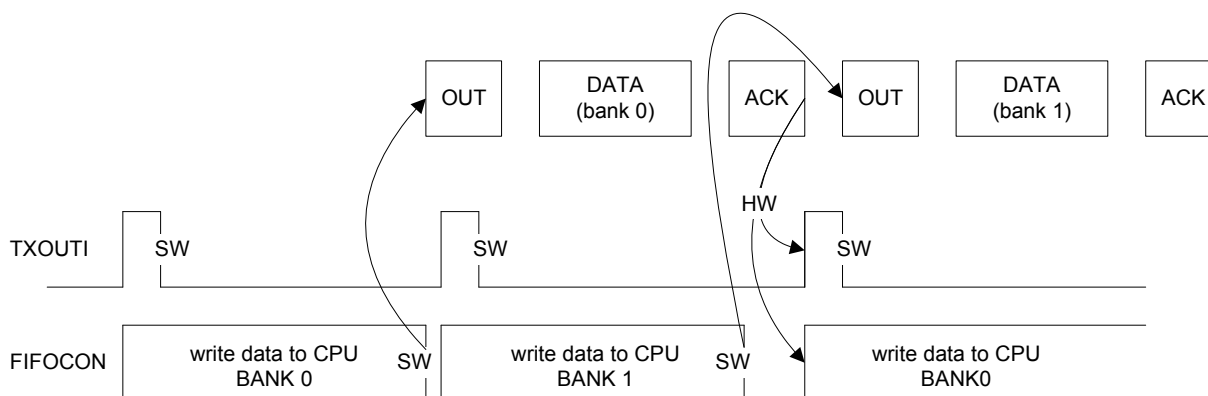 OUT
DATA
(bank 0)
ACK
OUT
DATA
(bank 1)
ACK
HW
TXOUTI
SW
SW
SW
FIFOCON
write data to CPU
BANK 0
SW
write data to CPU
BANK 1
SW
write data to CPU
BANK0